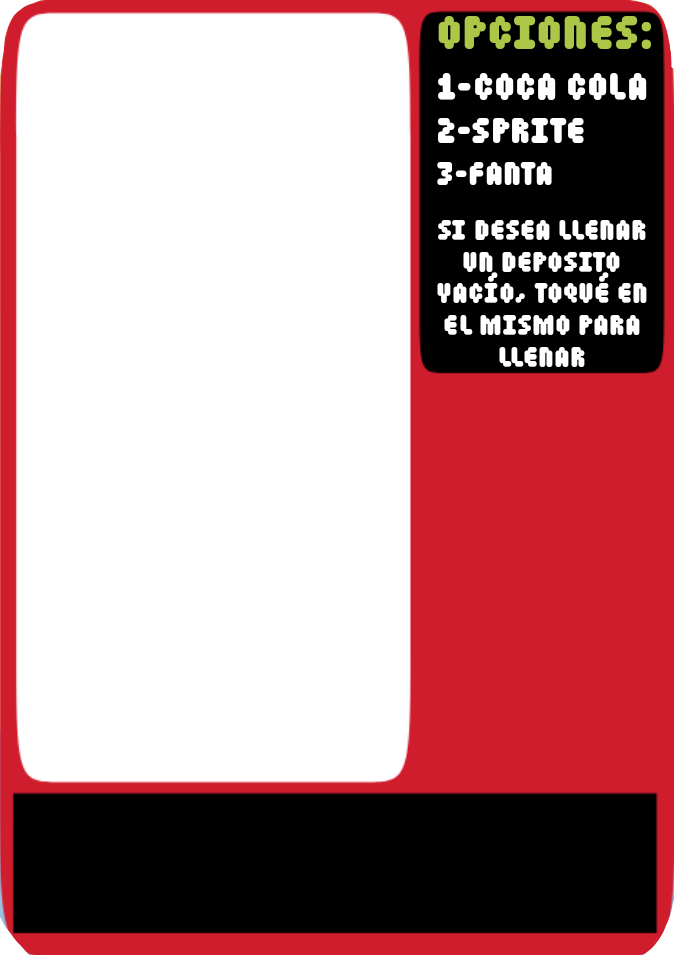 OPCIONES:
1-COCA COLA
2-SPRITE
3-FANTA
SI DESEA LLENAR
UN DEPOSITO
VACÍO, TOQUÉ EN
EL MISMO PARA
LLENAR